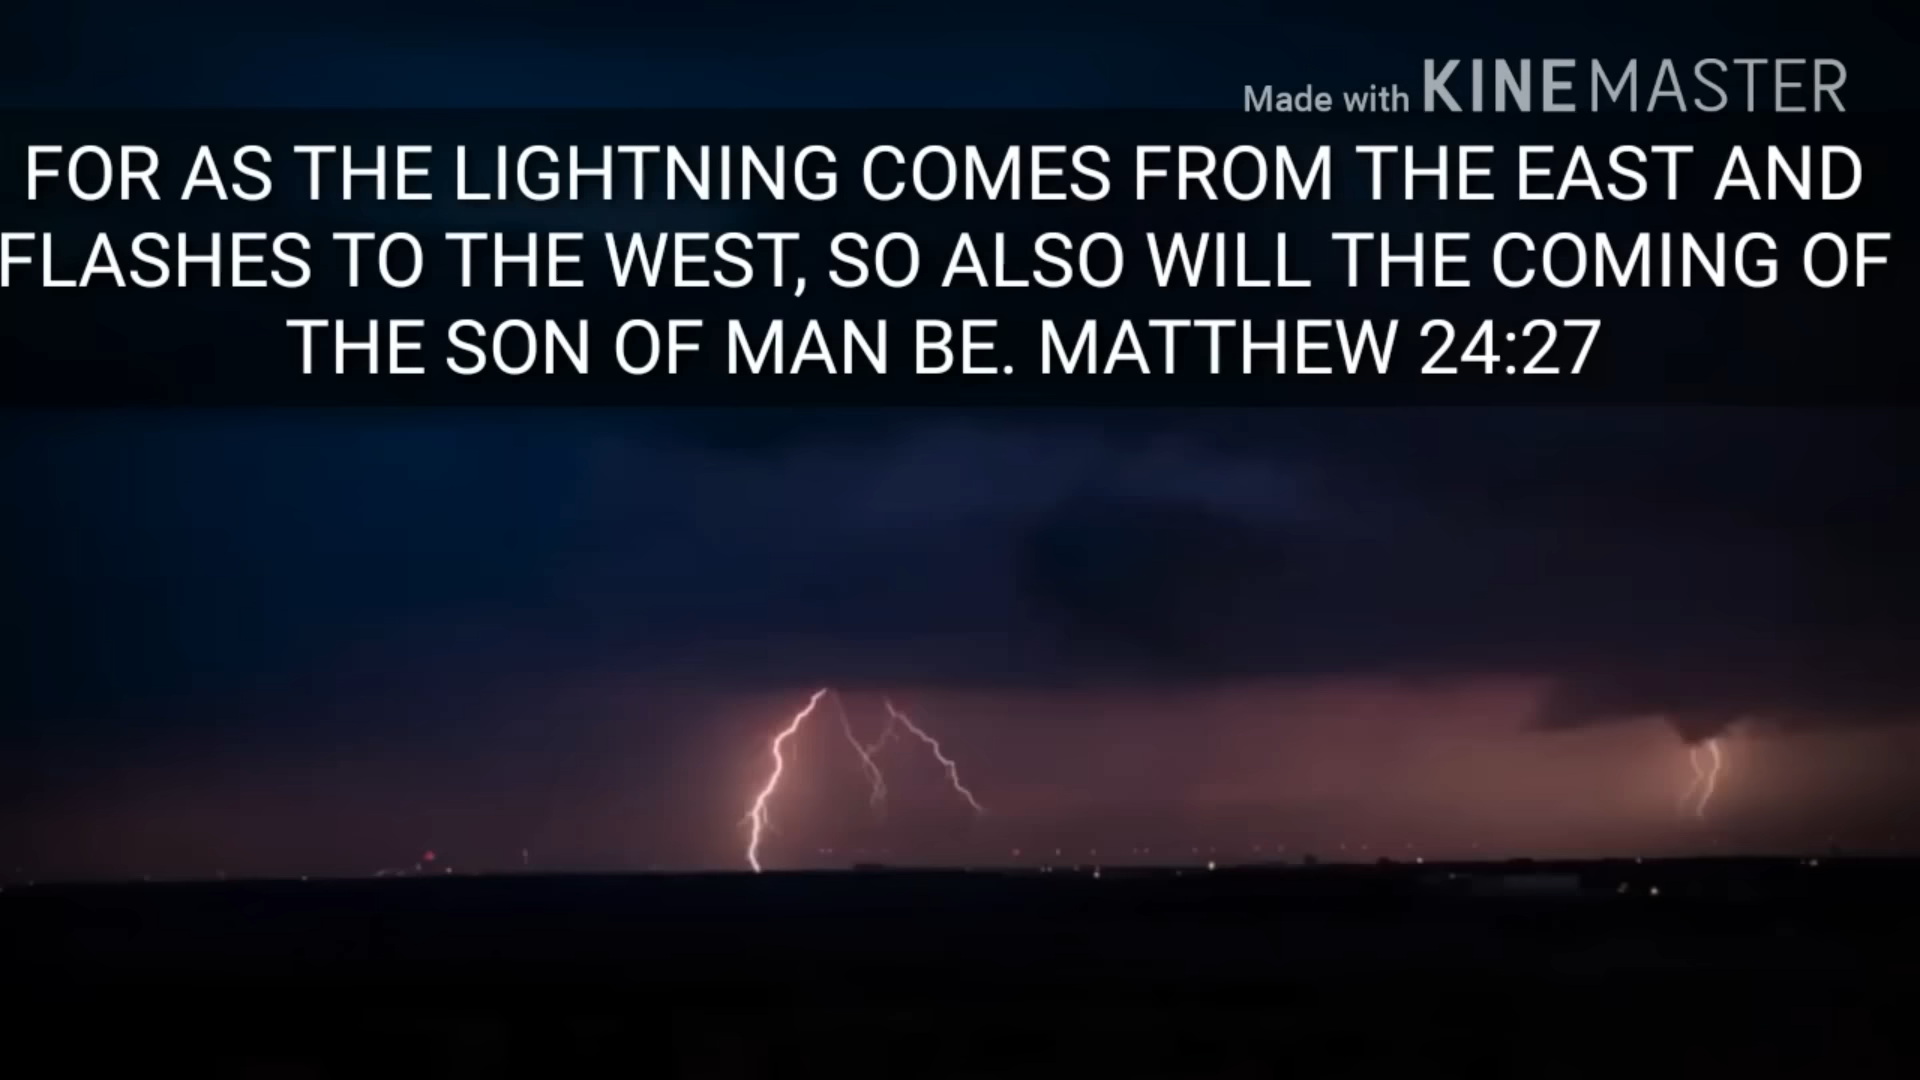 Made with KINEMASTER
FOR AS THE LIGHTNING COMES FROM THE EAST AND
FLASHES TO THE WEST, SO ALSO WILL THE COMING OF
THE SON OF MAN BE. MATTHEW 24:27